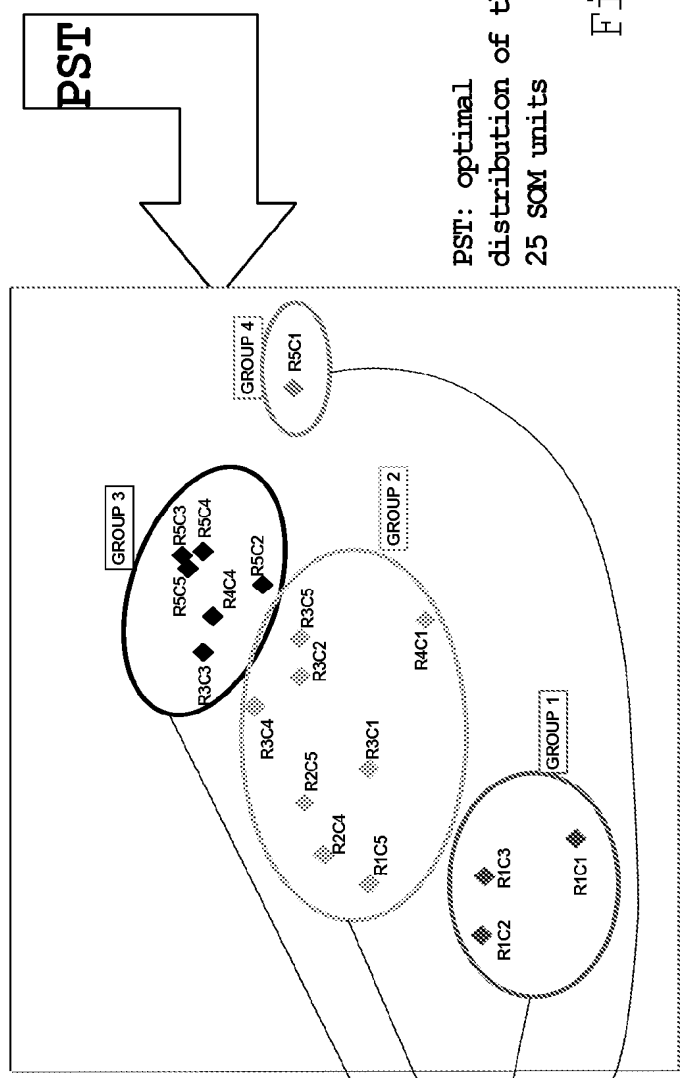 PST
PST: optimal
distribution of
25 SOM units
GROUP 4
R5C1
GROUP 3
R5C3
R5C5
R5C4
R4C4
R5C2
R3C3
GROUP 2
R3C5
R3C2
R4C1
R3C4
R2C5
R3C1
R2C4
R1C5
GROUP 1
R1C3
R1C1
R1C2